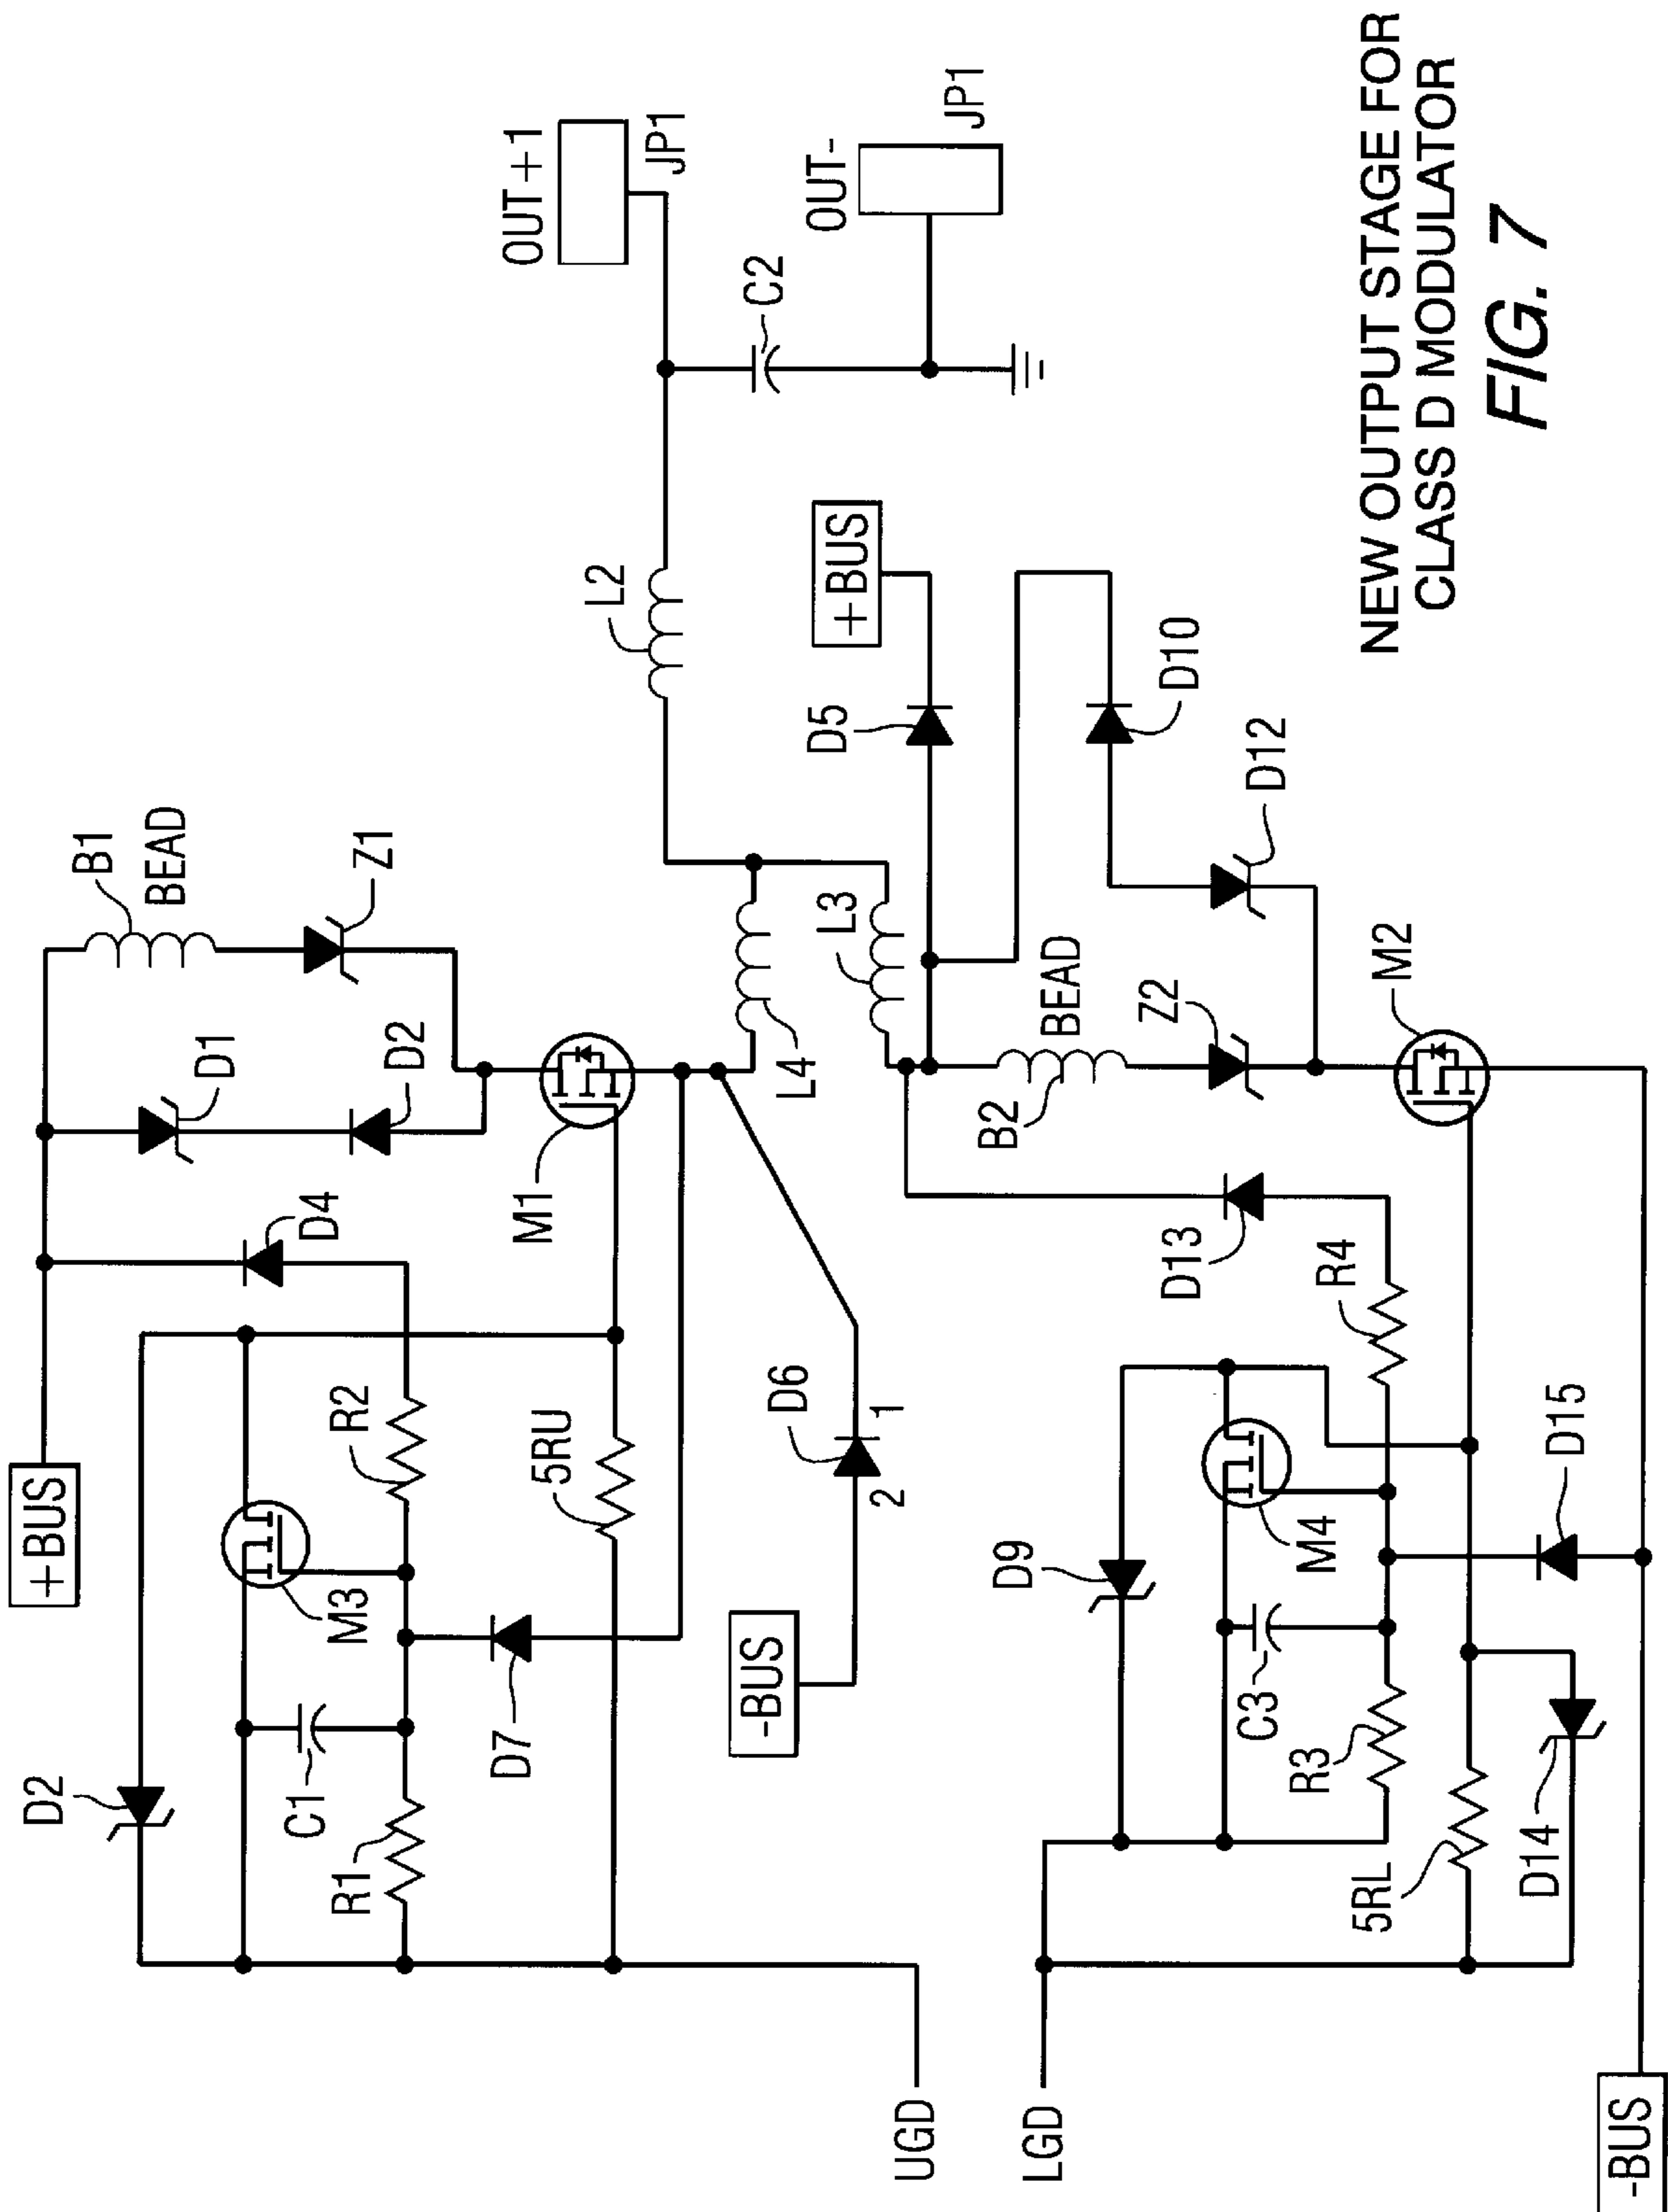 +BUS
D2
C1
R1
M3
R2
D4
D1
D2
B1
BEAD
Z1
M1
5RU
D7
D6
2
1
-BUS
L4
L3
L2
OUT+1
JP1
C2
OUT-
JP1
+BUS
D5
D10
D12
B2
BEAD
Z2
M2
D13
R4
D9
M4
C3
R3
D15
5RL
D14
UGD
LGD
-BUS
NEW OUTPUT STAGE FOR
CLASS D MODULATOR
FIG. 7